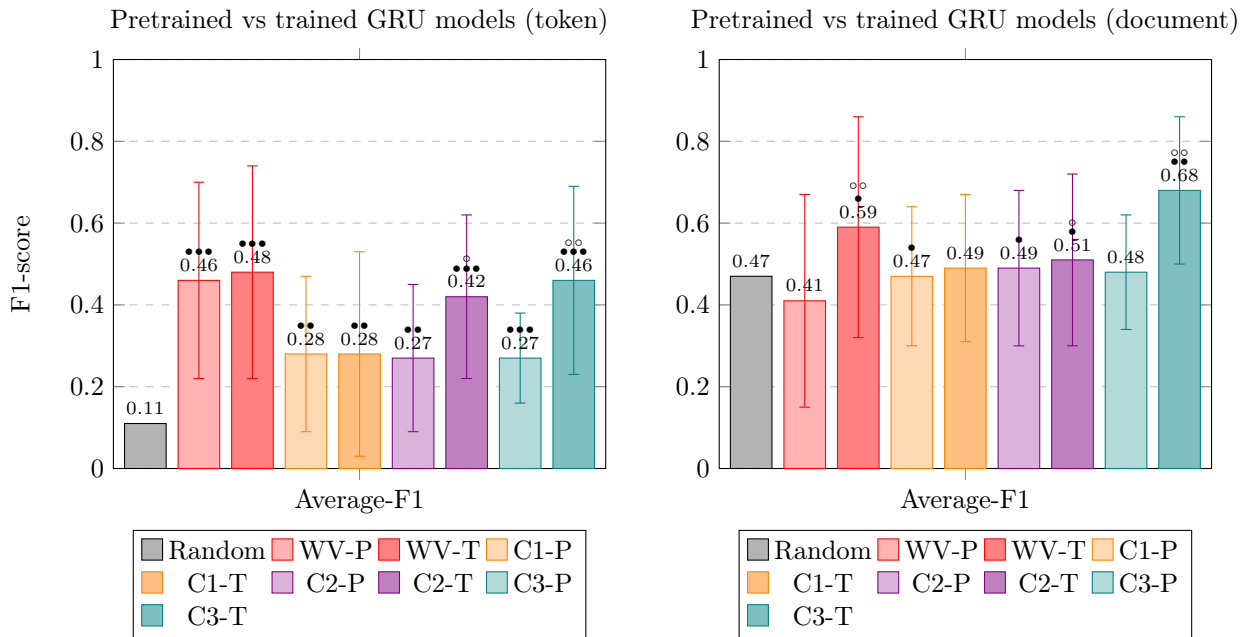 Pretrained vs trained GRU models (token)
1
0.8
0.6
0.4
0.2
0
F1-score
0.11
0.46
0.48
0.28
0.28
0.27
0.42
0.27
0.46
Average-F1
Random WV-P WV-T C1-P
C1-T C2-P C2-T C3-P
C3-T
Pretrained vs trained GRU models (document)
1
0.8
0.6
0.4
0.2
0
0.47
0.41
0.59
0.47
0.49
0.49
0.51
0.48
0.68
Average-F1
Random WV-P WV-T C1-P
C1-T C2-P C2-T C3-P
C3-T